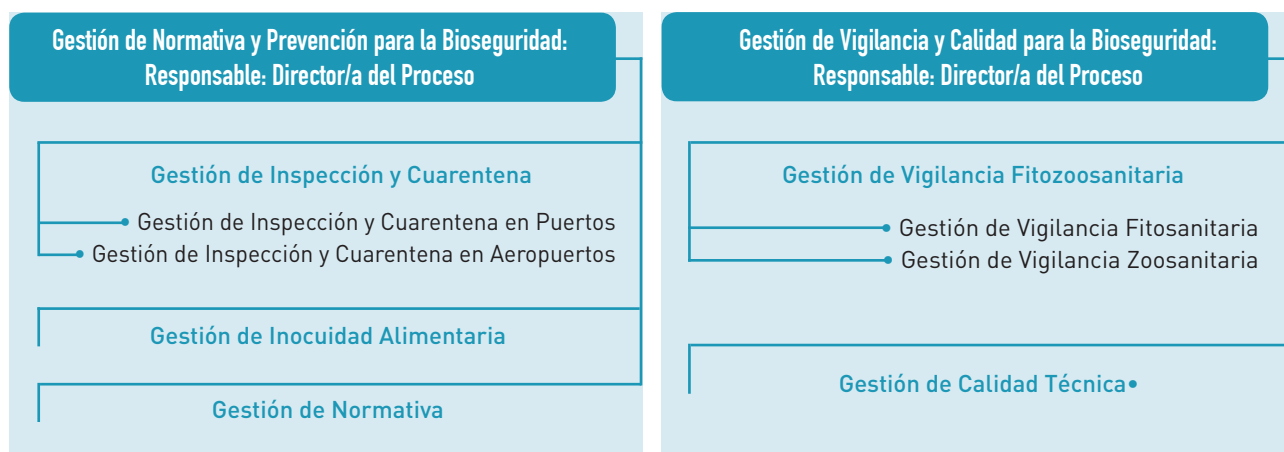 Gestión de Normativa y Prevención para la Bioseguridad:
Responsable: Director/a del Proceso
Gestión de Inspección y Cuarentena
Gestión de Inspección y Cuarentena en Puertos
Gestión de Inspección y Cuarentena en Aeropuertos
Gestión de Inocuidad Alimentaria
Gestión de Normativa
Gestión de Vigilancia y Calidad para la Bioseguridad:
Responsable: Director/a del Proceso
Gestión de Vigilancia Fitozoosanitaria
Gestión de Vigilancia Fitosanitaria
Gestión de Vigilancia Zoosanitaria
Gestión de Calidad Técnica•